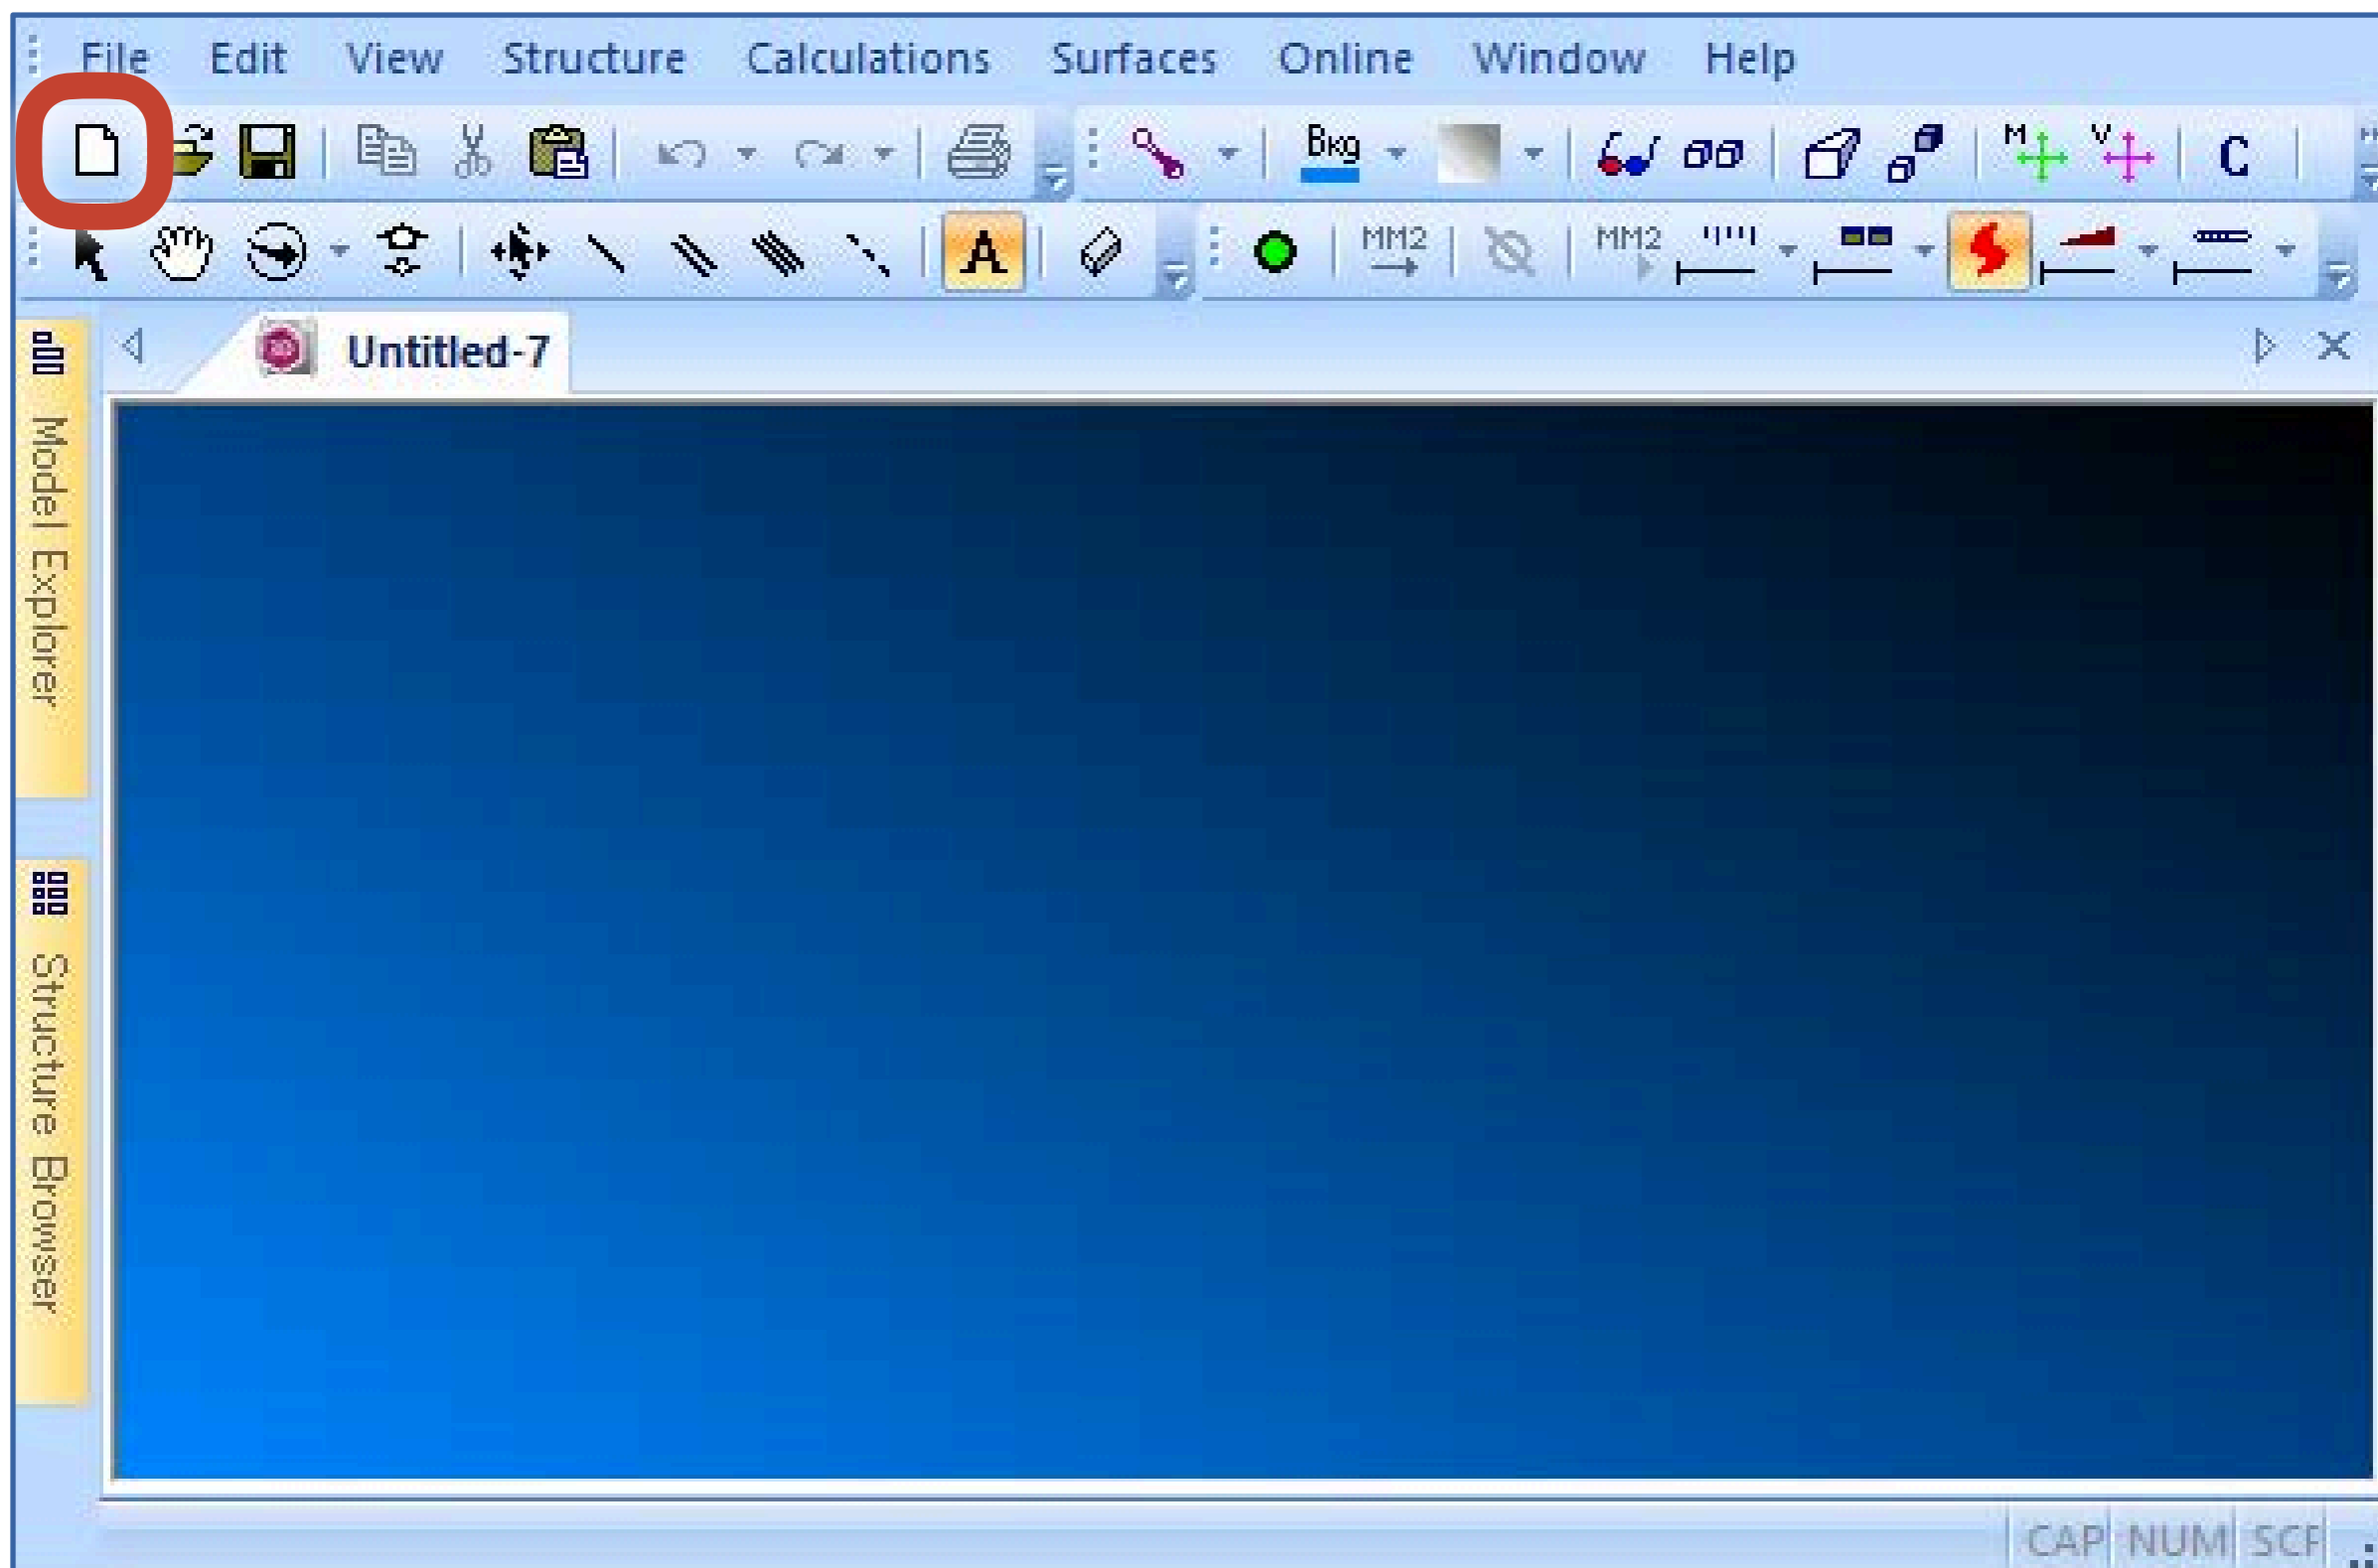 File Edit View Structure Calculations Surfaces Online Window Help
Bkg M V C
A MM2 MM2
Untitled-7
Model Explorer
Structure Browser
CAP NUM SCR